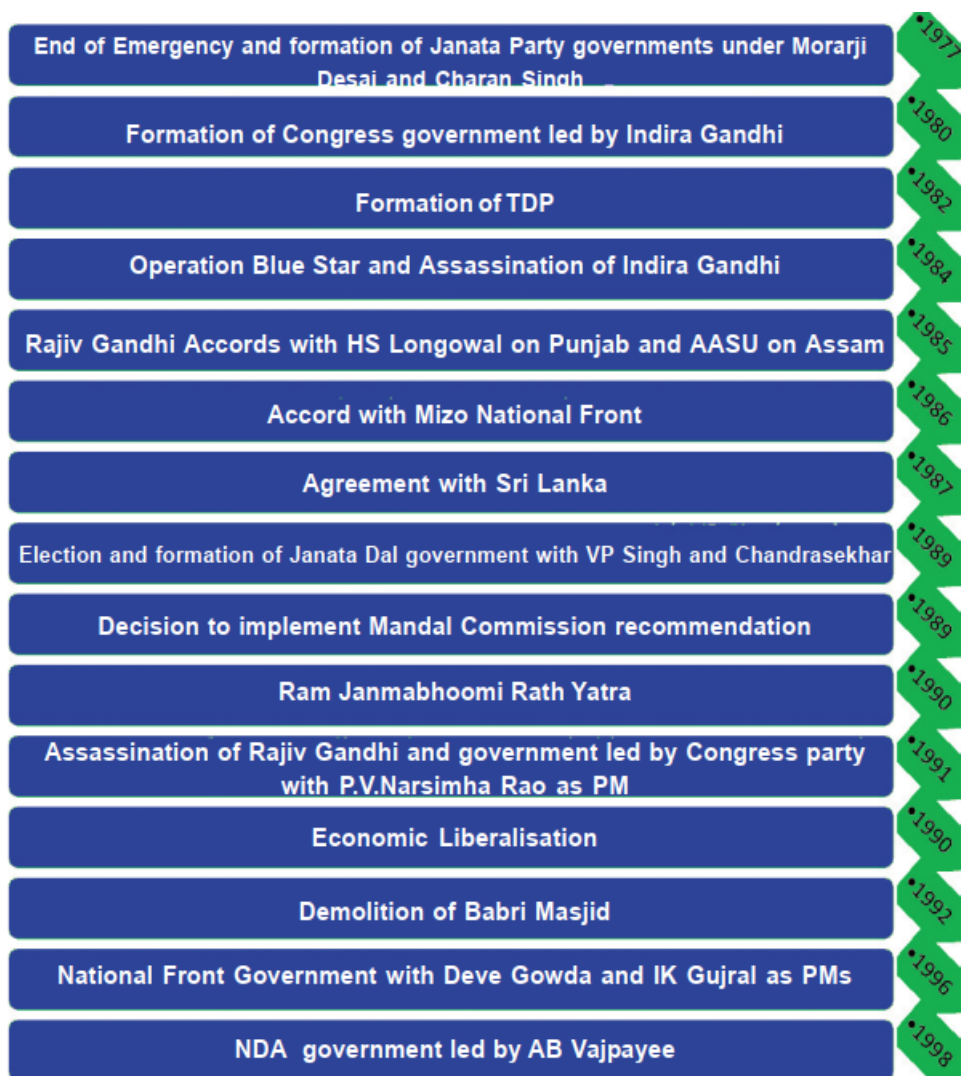 End of Emergency and formation of Janata Party governments under Morarji
Desai and Charan Singh
•1977
Formation of Congress government led by Indira Gandhi
•1980
Formation of TDP
•1982
Operation Blue Star and Assassination of Indira Gandhi
•1984
Rajiv Gandhi Accords with HS Longowal on Punjab and AASU on Assam
•1985
Accord with Mizo National Front
•1986
Agreement with Sri Lanka
•1987
Election and formation of Janata Dal government with VP Singh and Chandrasekhar
•1989
Decision to implement Mandal Commission recommendation
•1989
Ram Janmabhoomi Rath Yatra
•1990
Assassination of Rajiv Gandhi and government led by Congress party
with P.V.Narsimha Rao as PM
•1991
Economic Liberalisation
•1990
Demolition of Babri Masjid
•1992
National Front Government with Deve Gowda and IK Gujral as PMs
•1996
NDA government led by AB Vajpayee
•1998